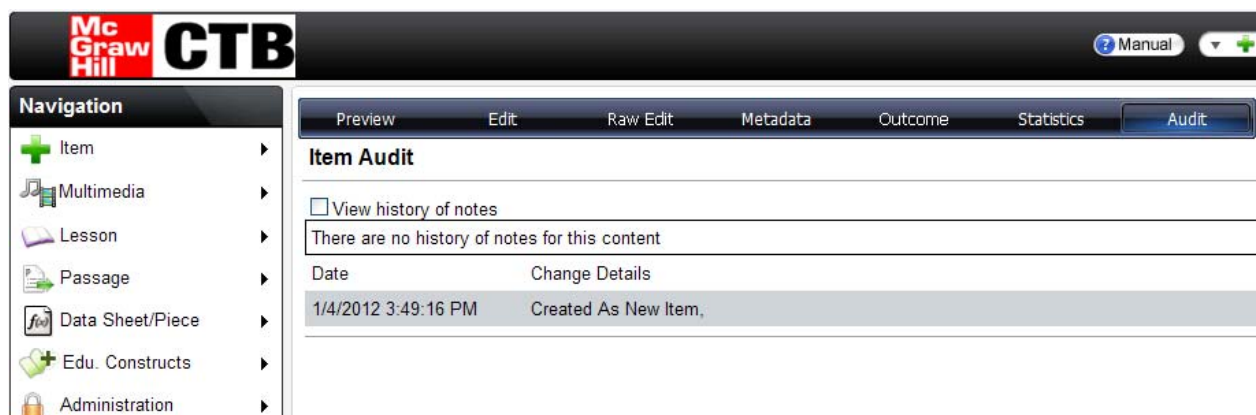 Mc
Graw
Hill
CTB
Manual
Navigation
Item
Multimedia
Lesson
Passage
f(x) Data Sheet/Piece
Edu. Constructs
Administration
Preview Edit Raw Edit Metadata Outcome Statistics Audit
Item Audit
View history of notes
There are no history of notes for this content
Date Change Details
1/4/2012 3:49:16 PM Created As New Item,